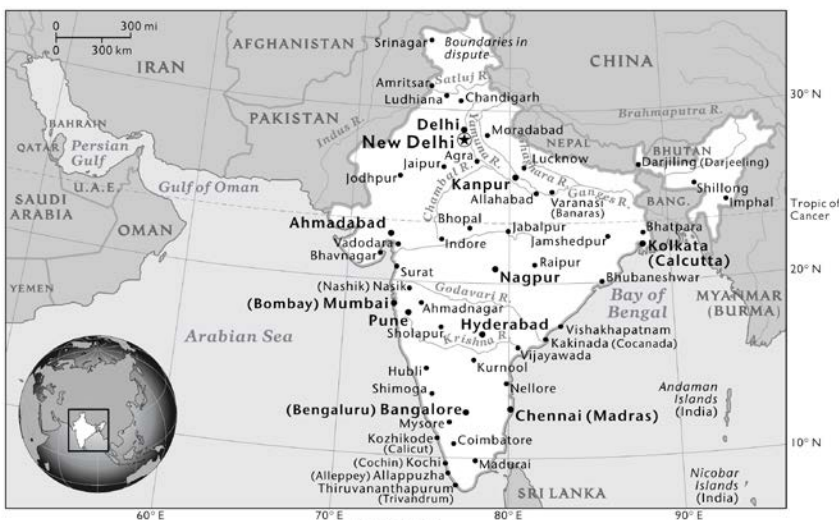 0 300 mi
0 300 km
AFGHANISTAN
Srinagar
Boundaries in
dispute
CHINA
IRAN
Amritsar
Satluj R.
Ludhiana
Chandigarh
30° N
PAKISTAN
Indus R.
Delhi
New Delhi
Yamuna R.
Moradabad
NEPAL
Brahmaputra R.
BHUTAN
BAHRAIN
QATAR
Persian
Gulf
Jaipur
Agra
Ghaghara R.
Lucknow
Darjiling (Darjeeling)
Jodhpur
Kanpur
Ganges R.
Shillong
U.A.E.
Gulf of Oman
Chambal R.
Allahabad
Varanasi
(Banaras)
BANG.
Imphal
Tropic of
Cancer
SAUDI
ARABIA
OMAN
Ahmadabad
Bhopal
Jabalpur
Bhatpara
Vadodara
Indore
Jamshedpur
Kolkata
(Calcutta)
Bhavnagar
Surat
Nagpur
Raipur
Bhubaneshwar
20° N
YEMEN
(Nashik) Nasik
Godavari R.
Bay of
Bengal
MYANMAR
(BURMA)
(Bombay) Mumbai
Ahmadnagar
Pune
Hyderabad
Vishakhapatnam
Arabian Sea
Sholapur
Krishna R.
Kakinada (Cocanada)
Vijayawada
Hubli
Kurnool
Shimoga
Nellore
Andaman
Islands
(India)
(Bengaluru) Bangalore
Chennai (Madras)
Mysore
Kozhikode
(Calicut)
Coimbatore
10° N
(Cochin) Kochi
Madurai
(Alleppey) Allappuzha
Thiruvananthapuram
(Trivandrum)
SRI LANKA
Nicobar
Islands
(India)
60° E
70° E
80° E
90° E